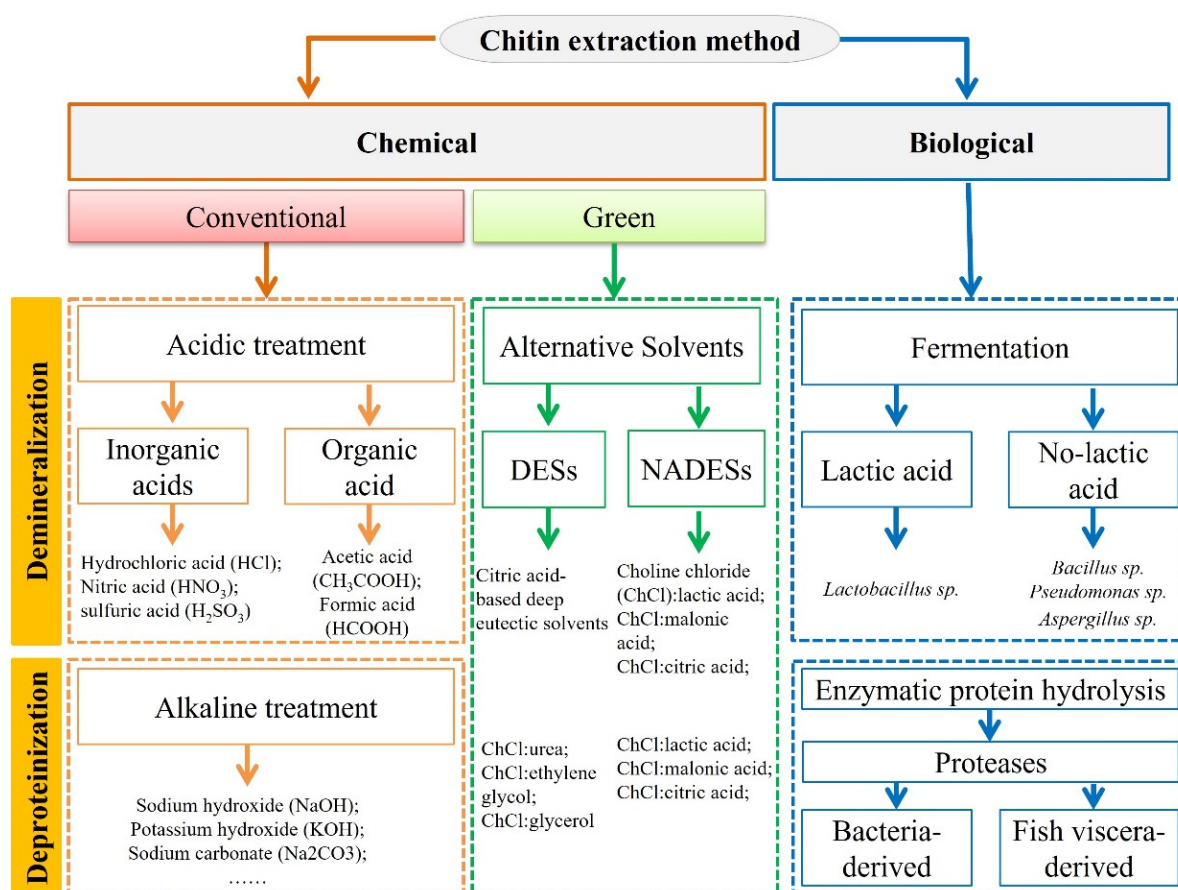 Chitin extraction method
Chemical
Biological
Conventional
Green
Demineralization
Acidic treatment
Inorganic
acids
Organic
acid
Hydrochloric acid (HCl);
Nitric acid (HNO₃);
sulfuric acid (H₂SO₃)
Acetic acid
(CH₃COOH);
Formic acid
(HCOOH)
Alternative Solvents
DESs
NADESs
Citric acid-
based deep
eutectic solvents
Choline chloride
(ChCl):lactic acid;
ChCl:malonic
acid;
ChCl:citric acid;
Fermentation
Lactic acid
No-lactic
acid
Lactobacillus sp.
Bacillus sp.
Pseudomonas sp.
Aspergillus sp.
Deproteinization
Alkaline treatment
Sodium hydroxide (NaOH);
Potassium hydroxide (KOH);
Sodium carbonate (Na2CO3);
……
ChCl:urea;
ChCl:ethylene
glycol;
ChCl:glycerol
ChCl:lactic acid;
ChCl:malonic acid;
ChCl:citric acid;
Enzymatic protein hydrolysis
Proteases
Bacteria-
derived
Fish viscera-
derived